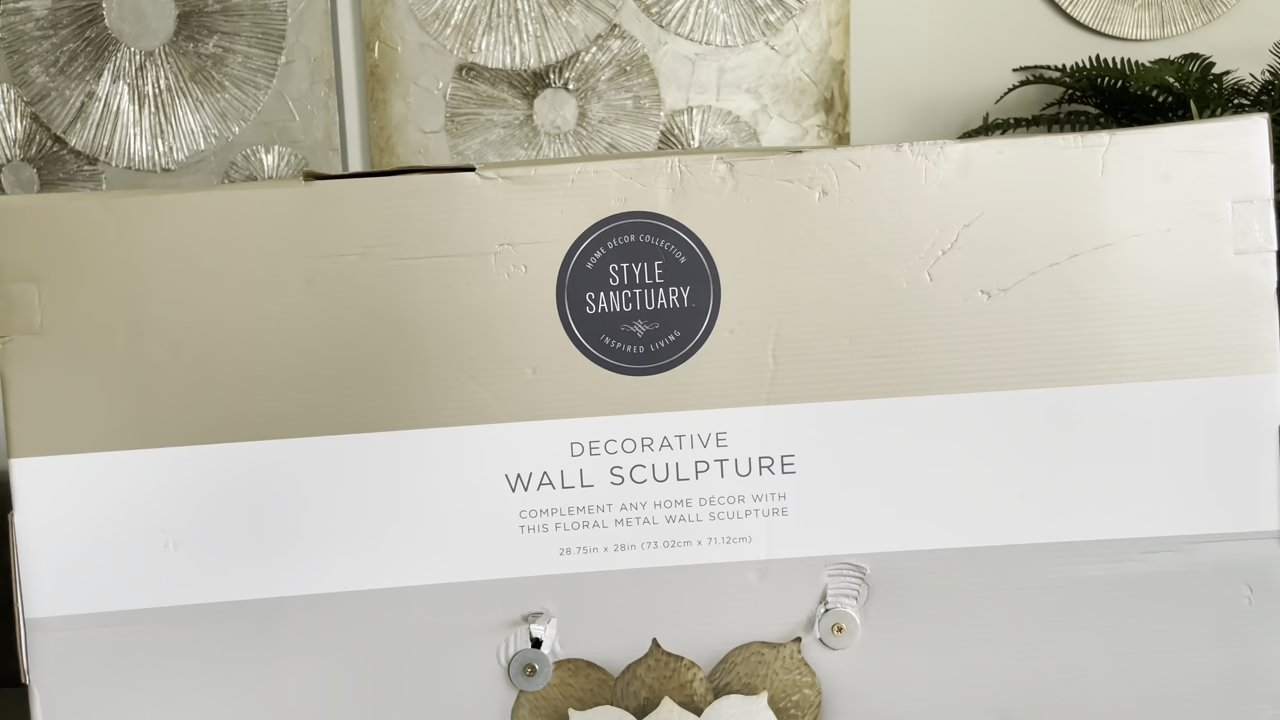 HOME DÉCOR COLLECTION
STYLE
SANCTUARY
INSPIRED LIVING
DECORATIVE
WALL SCULPTURE
COMPLEMENT ANY HOME DÉCOR WITH
THIS FLORAL METAL WALL SCULPTURE
28.75in x 28in (73.02cm x 71.12cm)